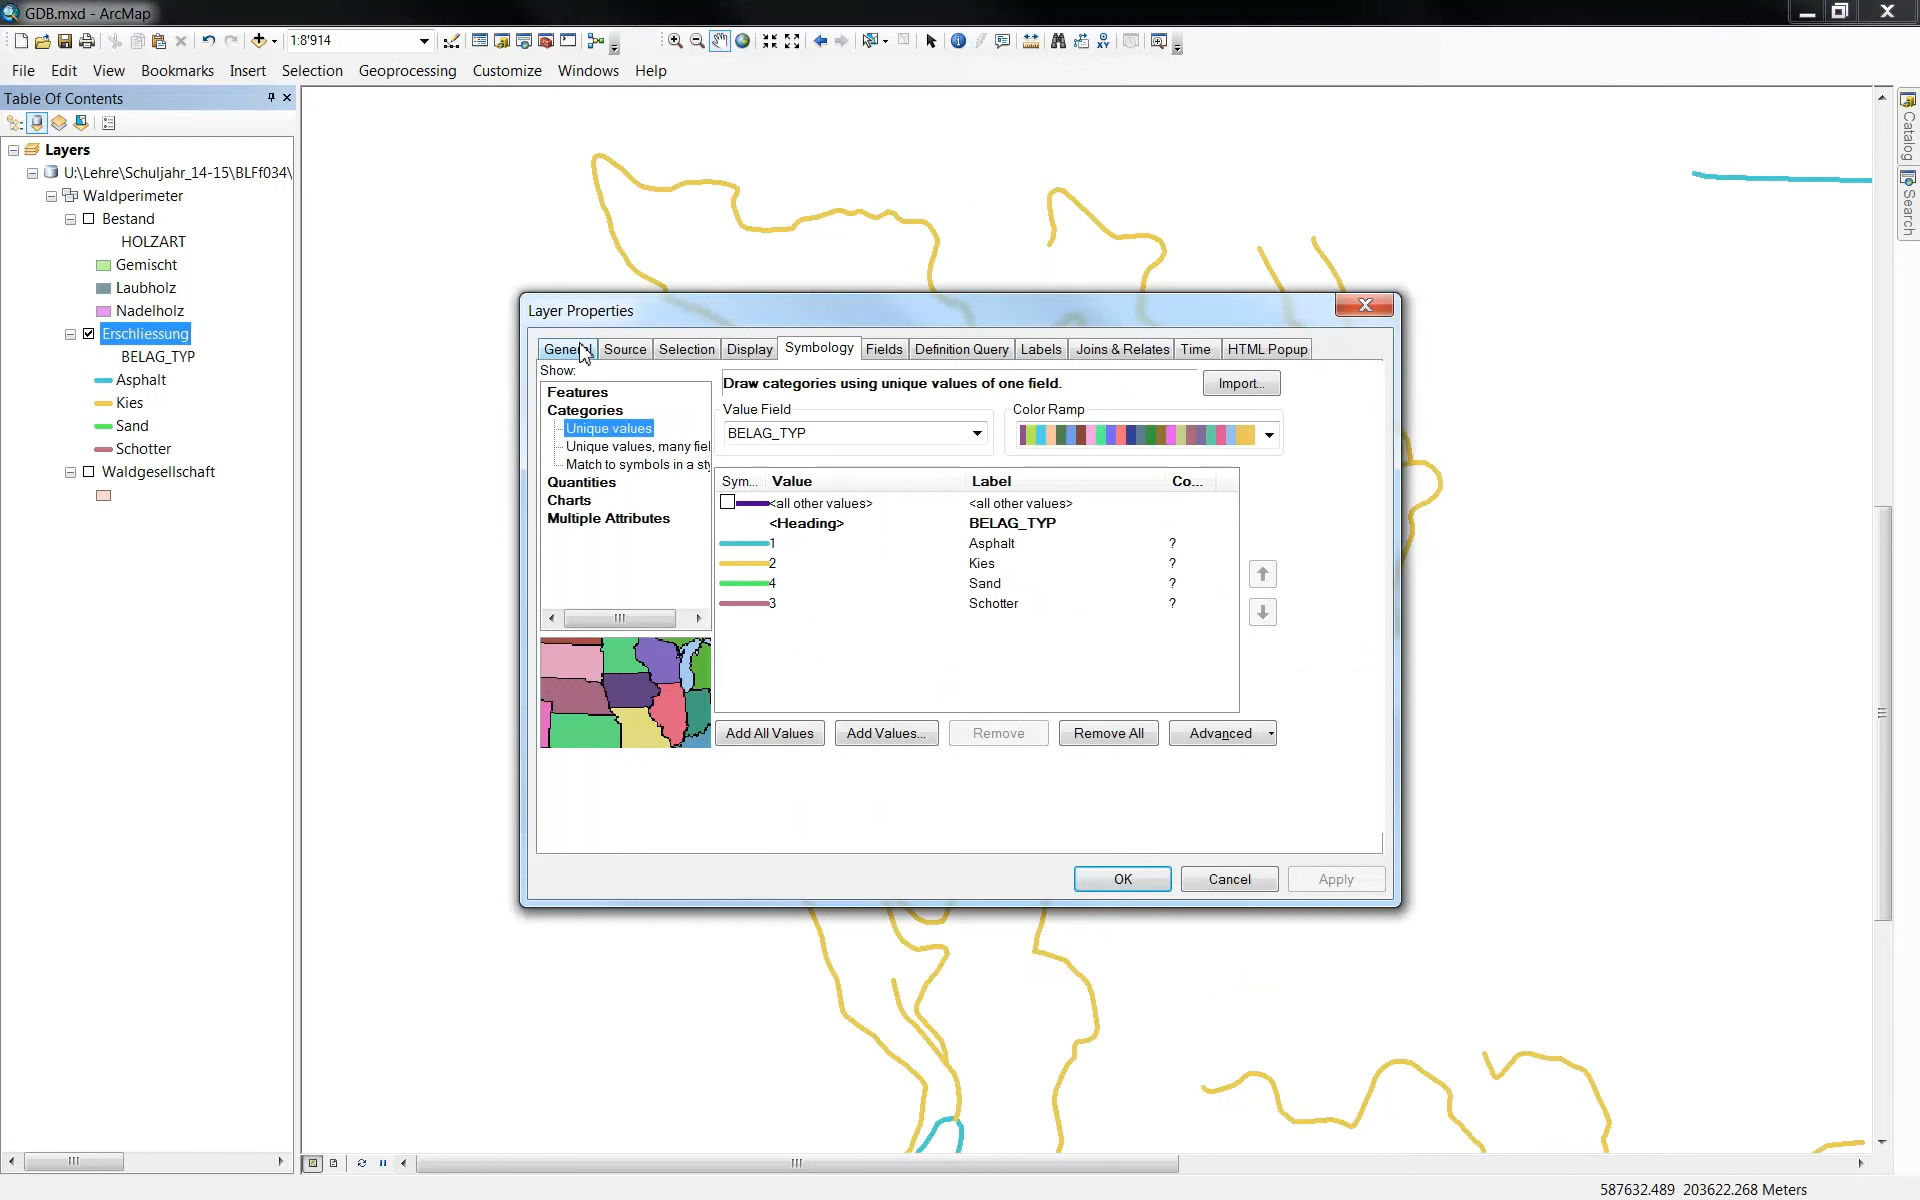 GDB.mxd - ArcMap
1:8'914
File Edit View Bookmarks Insert Selection Geoprocessing Customize Windows Help
Table Of Contents
Layers
U:\Lehre\Schuljahr_14-15\BLFf034\
Waldperimeter
Bestand
HOLZART
Gemischt
Laubholz
Nadelholz
Erschliessung
BELAG_TYP
Asphalt
Kies
Sand
Schotter
Waldgesellschaft
Catalog
Search
Layer Properties
General Source Selection Display Symbology Fields Definition Query Labels Joins & Relates Time HTML Popup
Show:
Features
Categories
Unique values
Unique values, many fiel
Match to symbols in a sty
Quantities
Charts
Multiple Attributes
Draw categories using unique values of one field.
Import...
Value Field
BELAG_TYP
Color Ramp
Sym... Value Label Co...
<all other values> <all other values>
<Heading> BELAG_TYP
1 Asphalt ?
2 Kies ?
4 Sand ?
3 Schotter ?
Add All Values Add Values... Remove Remove All Advanced
OK Cancel Apply
587632.489 203622.268 Meters